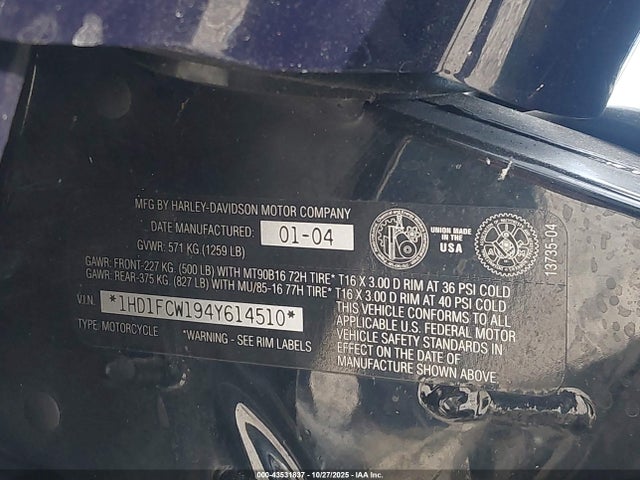 MFG BY HARLEY-DAVIDSON MOTOR COMPANY
DATE MANUFACTURED: 01-04
GVWR: 571 KG (1259 LB)
UNION MADE IN THE
USA
13735-04
GAWR: FRONT-227 KG. (500 LB) WITH MT90B16 72H TIRE* T16 X 3.00 D RIM AT 36 PSI COLD
GAWR: REAR-375 KG. (827 LB) WITH MU/85-16 77H TIRE* T16 X 3.00 D RIM AT 40 PSI COLD
V.I.N. *1HD1FCW194Y614510*
TYPE: MOTORCYCLE *WARNING - SEE RIM LABELS
THIS VEHICLE CONFORMS TO ALL
APPLICABLE U.S. FEDERAL MOTOR
VEHICLE SAFETY STANDARDS IN
EFFECT ON THE DATE OF
MANUFACTURE SHOWN ABOVE.
000-43531837 - 10/27/2025 - IAA Inc.